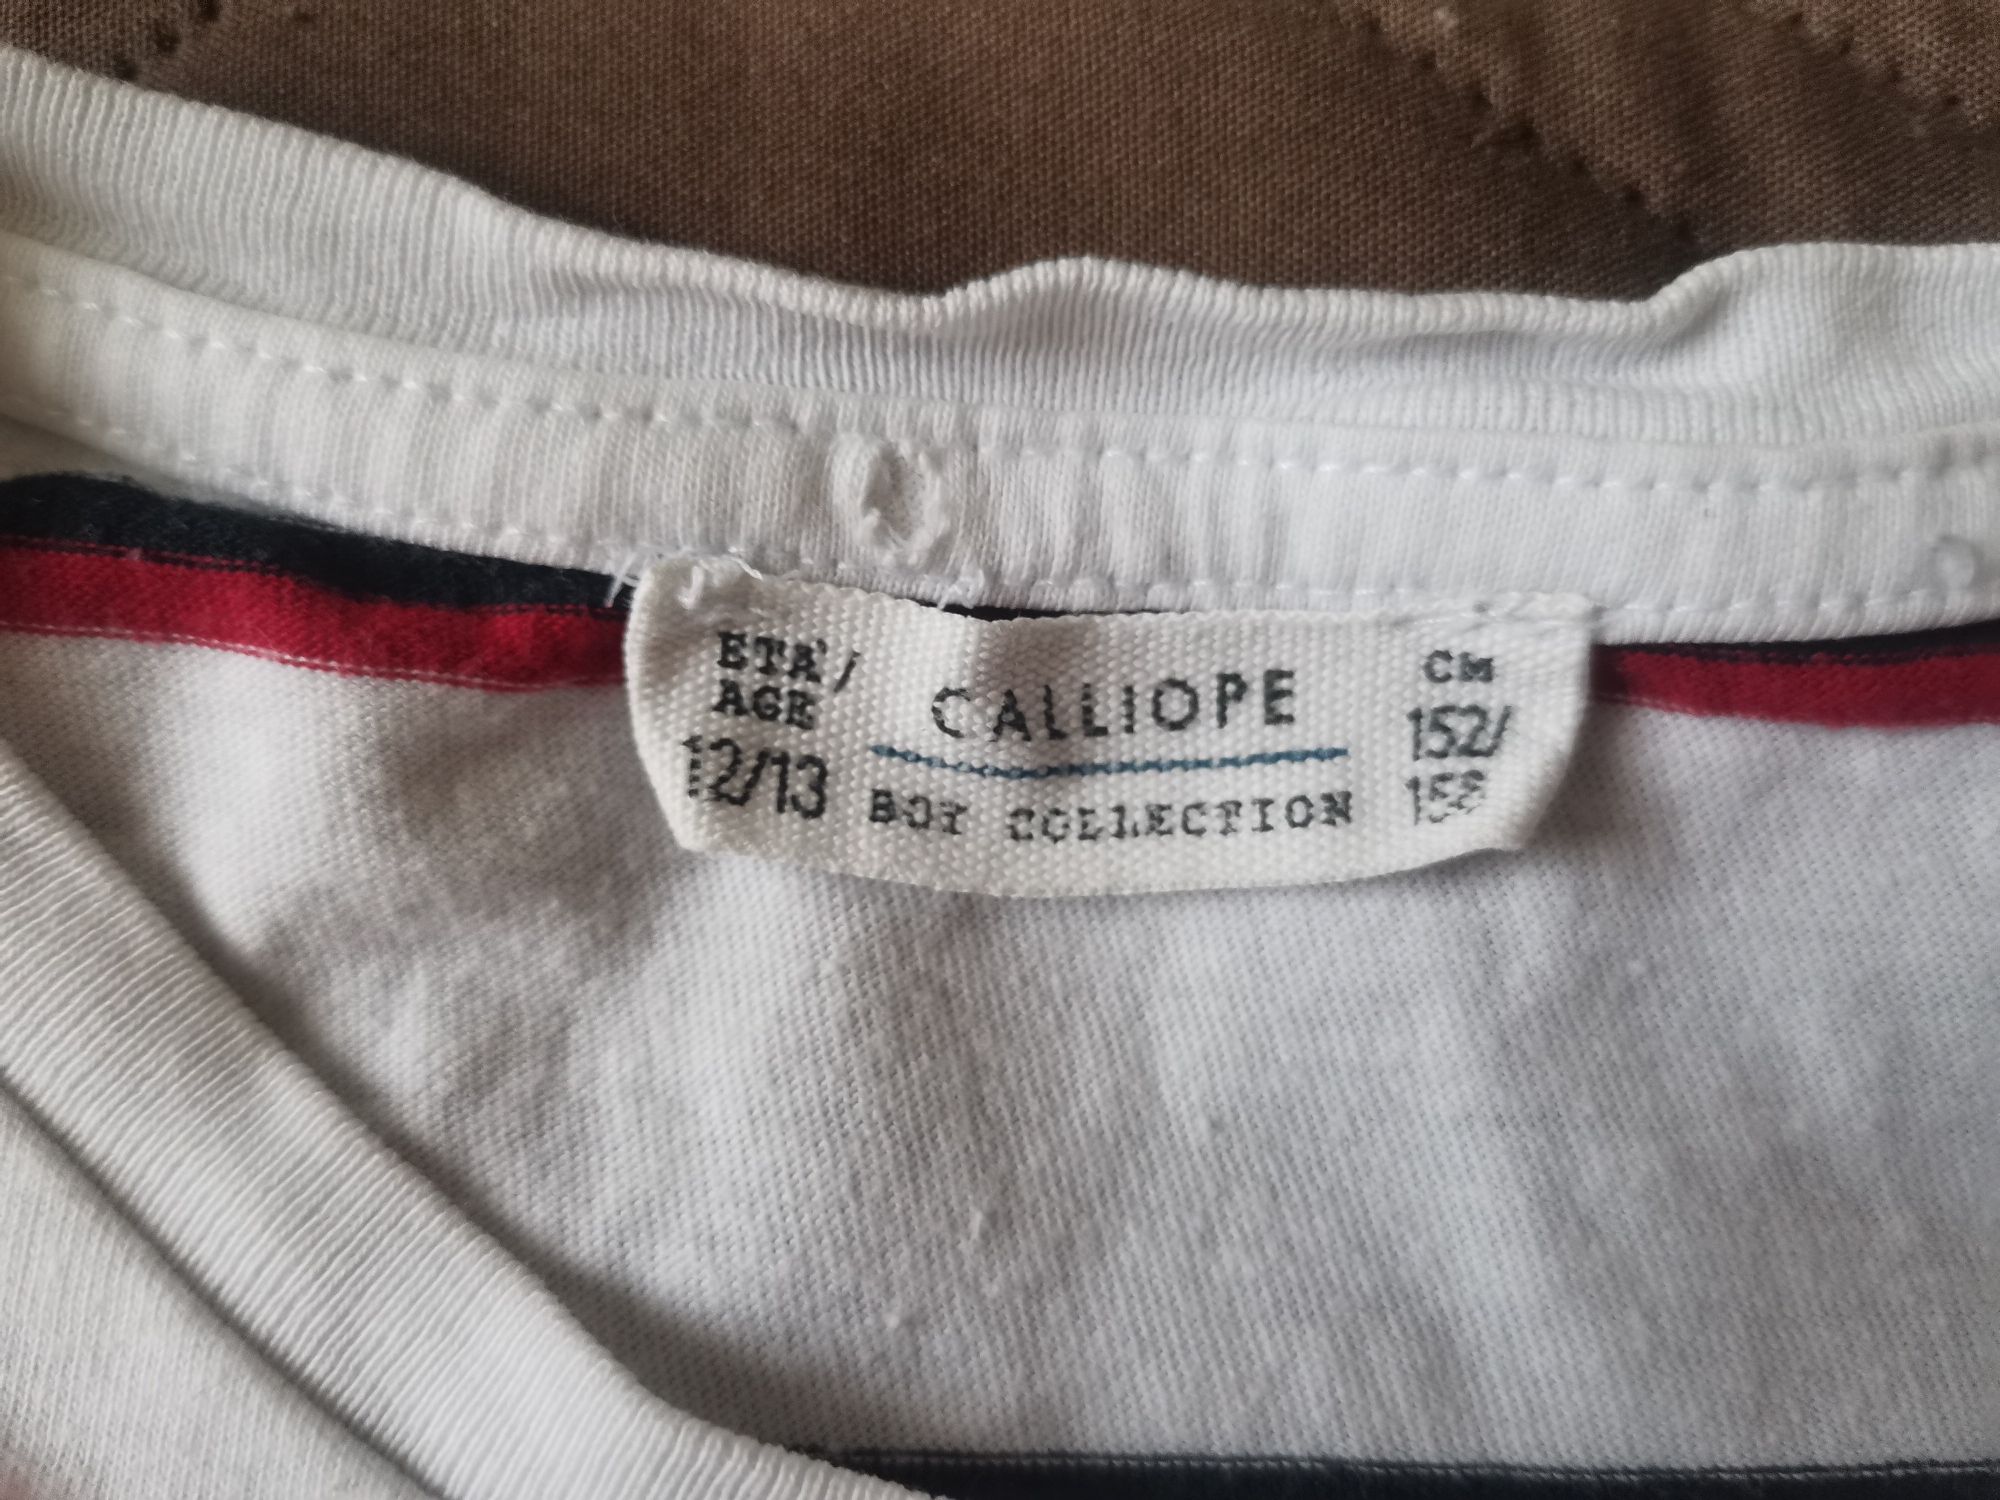 ETA'/
AGE
12/13
CALLIOPE
BOY COLLECTION
CM
152/
158